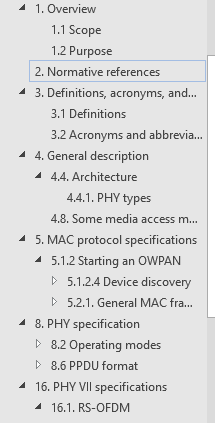 1. Overview
1.1 Scope
1.2 Purpose
2. Normative references
3. Definitions, acronyms, and...
3.1 Definitions
3.2 Acronyms and abbrevia...
4. General description
4.4. Architecture
4.4.1. PHY types
4.8. Some media access m...
5. MAC protocol specifications
5.1.2 Starting an OWPAN
5.1.2.4 Device discovery
5.2.1. General MAC fra...
8. PHY specification
8.2 Operating modes
8.6 PPDU format
16. PHY VII specifications
16.1. RS-OFDM